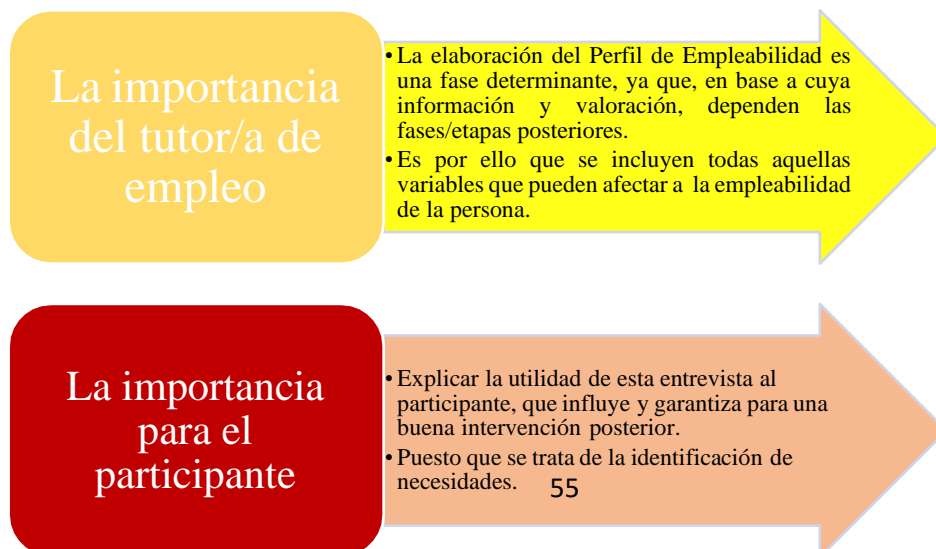 La importancia
del tutor/a de
empleo
• La elaboración del Perfil de Empleabilidad es
una fase determinante, ya que, en base a cuya
información y valoración, dependen las
fases/etapas posteriores.
• Es por ello que se incluyen todas aquellas
variables que pueden afectar a la empleabilidad
de la persona.
La importancia
para el
participante
• Explicar la utilidad de esta entrevista al
participante, que influye y garantiza para una
buena intervención posterior.
• Puesto que se trata de la identificación de
necesidades.
55